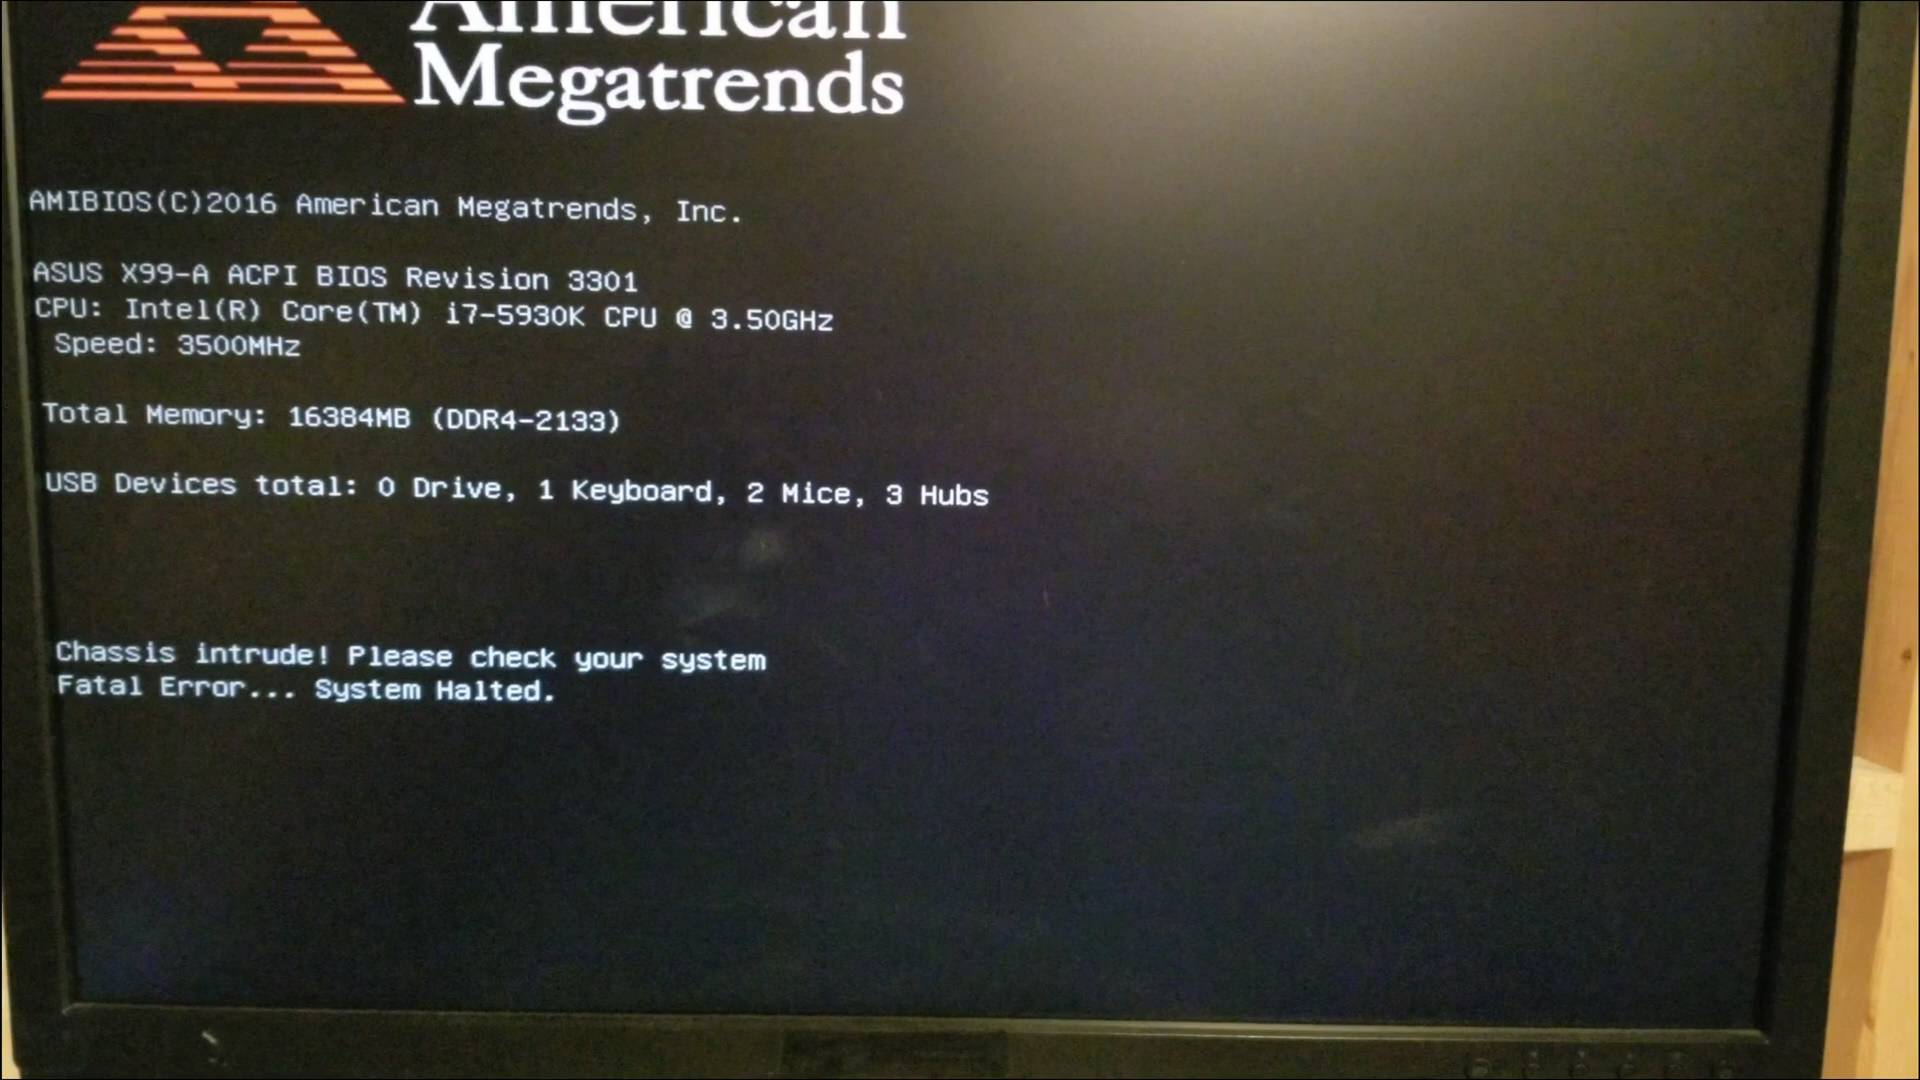 American
Megatrends
AMIBIOS(C)2016 American Megatrends, Inc.
ASUS X99-A ACPI BIOS Revision 3301
CPU: Intel(R) Core(TM) i7-5930K CPU @ 3.50GHz
Speed: 3500MHz
Total Memory: 16384MB (DDR4-2133)
USB Devices total: 0 Drive, 1 Keyboard, 2 Mice, 3 Hubs
Chassis intrude! Please check your system
Fatal Error... System Halted.